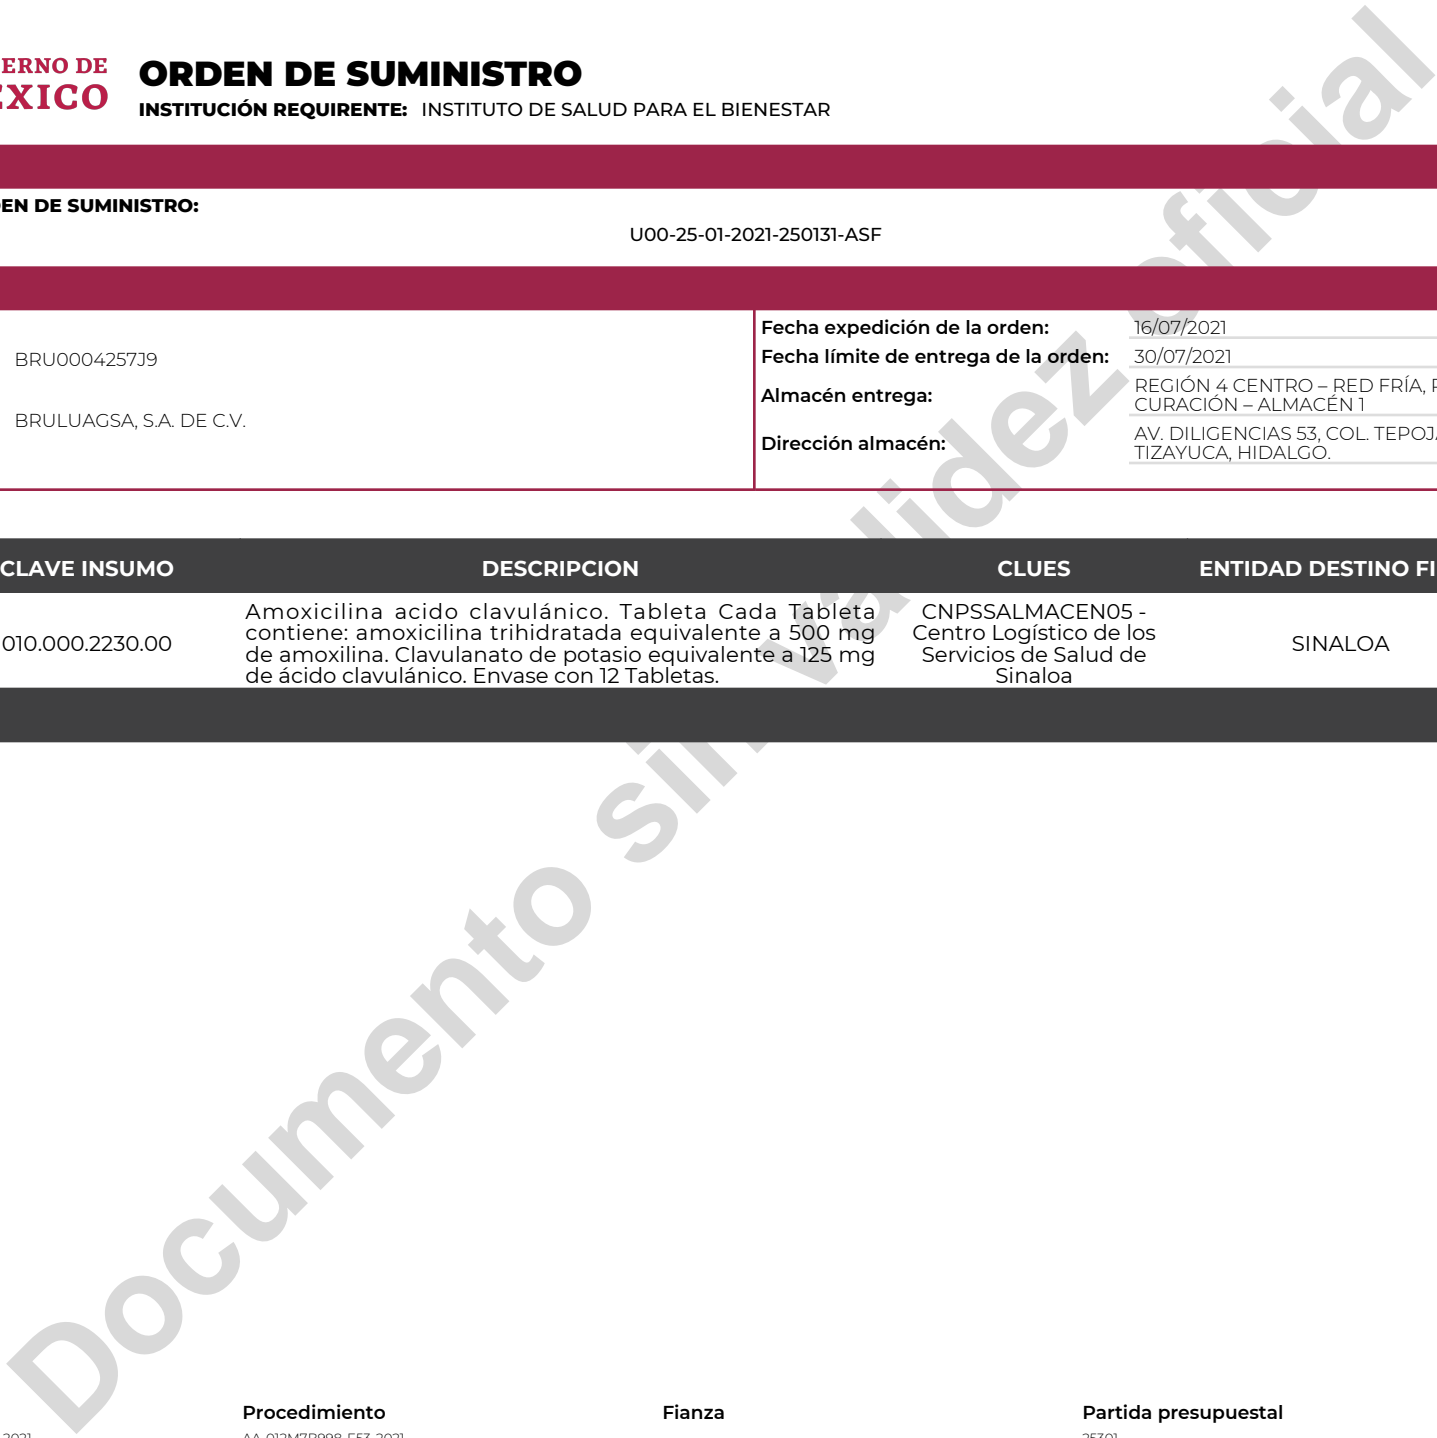 ERNO DE
ÉXICO
ORDEN DE SUMINISTRO
INSTITUCIÓN REQUIRENTE: INSTITUTO DE SALUD PARA EL BIENESTAR
EN DE SUMINISTRO:
U00-25-01-2021-250131-ASF
BRU0004257J9
BRULUAGSA, S.A. DE C.V.
Fecha expedición de la orden: 16/07/2021
Fecha límite de entrega de la orden: 30/07/2021
Almacén entrega: REGIÓN 4 CENTRO – RED FRÍA,
CURACIÓN – ALMACÉN 1
Dirección almacén: AV. DILIGENCIAS 53, COL. TEPOJA
TIZAYUCA, HIDALGO.
CLAVE INSUMO DESCRIPCION CLUES ENTIDAD DESTINO FI
010.000.2230.00
Amoxicilina acido clavulánico. Tableta Cada Tableta
contiene: amoxicilina trihidratada equivalente a 500 mg
de amoxilina. Clavulanato de potasio equivalente a 125 mg
de ácido clavulánico. Envase con 12 Tabletas.
CNPSSALMACEN05 -
Centro Logístico de los
Servicios de Salud de
Sinaloa
SINALOA
Documento sin validez oficial
Procedimiento Fianza Partida presupuestal